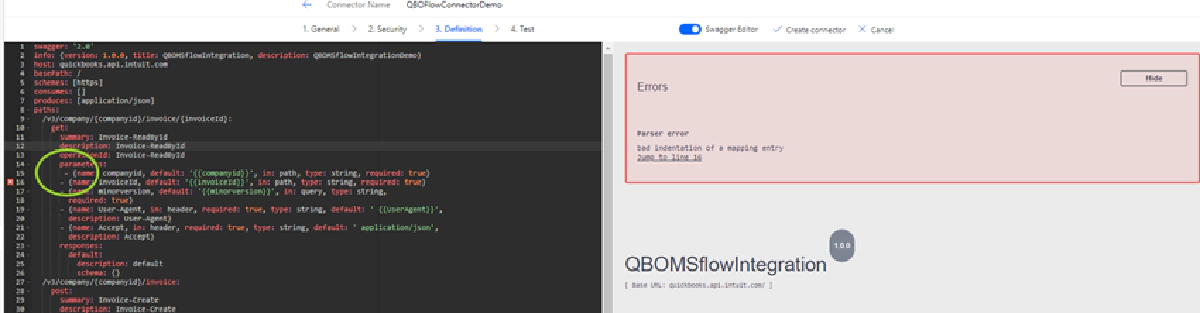 ← Connector Name QBOFlowConnectorDemo
1. General > 2. Security > 3. Definition > 4. Test
Swagger Editor ✓ Create connector × Cancel
1 swagger: '2.0'
2 info: {version: 1.0.0, title: QBOMSflowIntegration, description: QBOMSflowIntegrationDemo}
3 host: quickbooks.api.intuit.com
4 basePath: /
5 schemes: [https]
6 consumes: []
7 produces: [application/json]
8 paths:
9 /v3/company/{companyid}/invoice/{invoiceId}:
10 get:
11 summary: Invoice-ReadById
12 description: Invoice-ReadById
13 operationId: Invoice-ReadById
14 parameters:
15 - {name: companyid, default: '{{companyid}}', in: path, type: string, required: true}
16 - {name: invoiceId, default: '{{invoiceId}}', in: path, type: string, required: true}
17 - {name: minorversion, default: '{{minorversion}}', in: query, type: string,
18 required: true}
19 - {name: User-Agent, in: header, required: true, type: string, default: ' {{UserAgent}}',
20 description: User-Agent}
21 - {name: Accept, in: header, required: true, type: string, default: ' application/json',
22 description: Accept}
23 responses:
24 default:
25 description: default
26 schema: {}
27 /v3/company/{companyid}/invoice:
28 post:
29 summary: Invoice-Create
30 description: Invoice-Create
Errors
Hide
Parser error
bad indentation of a mapping entry
Jump to line 16
1.0.0
QBOMSflowIntegration
[ Base URL: quickbooks.api.intuit.com/ ]